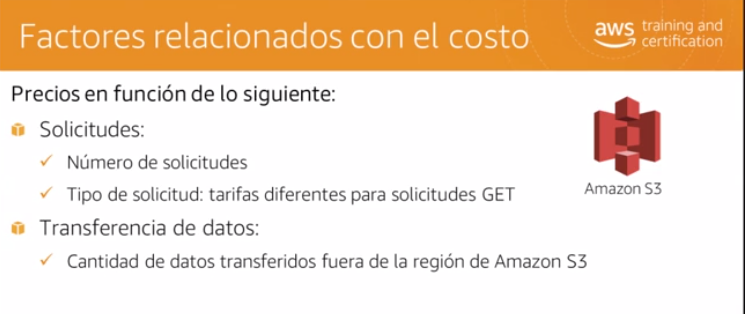 Factores relacionados con el costo
aws training and
certification
Precios en función de lo siguiente:
Solicitudes:
Número de solicitudes
Tipo de solicitud: tarifas diferentes para solicitudes GET
Amazon S3
Transferencia de datos:
Cantidad de datos transferidos fuera de la región de Amazon S3